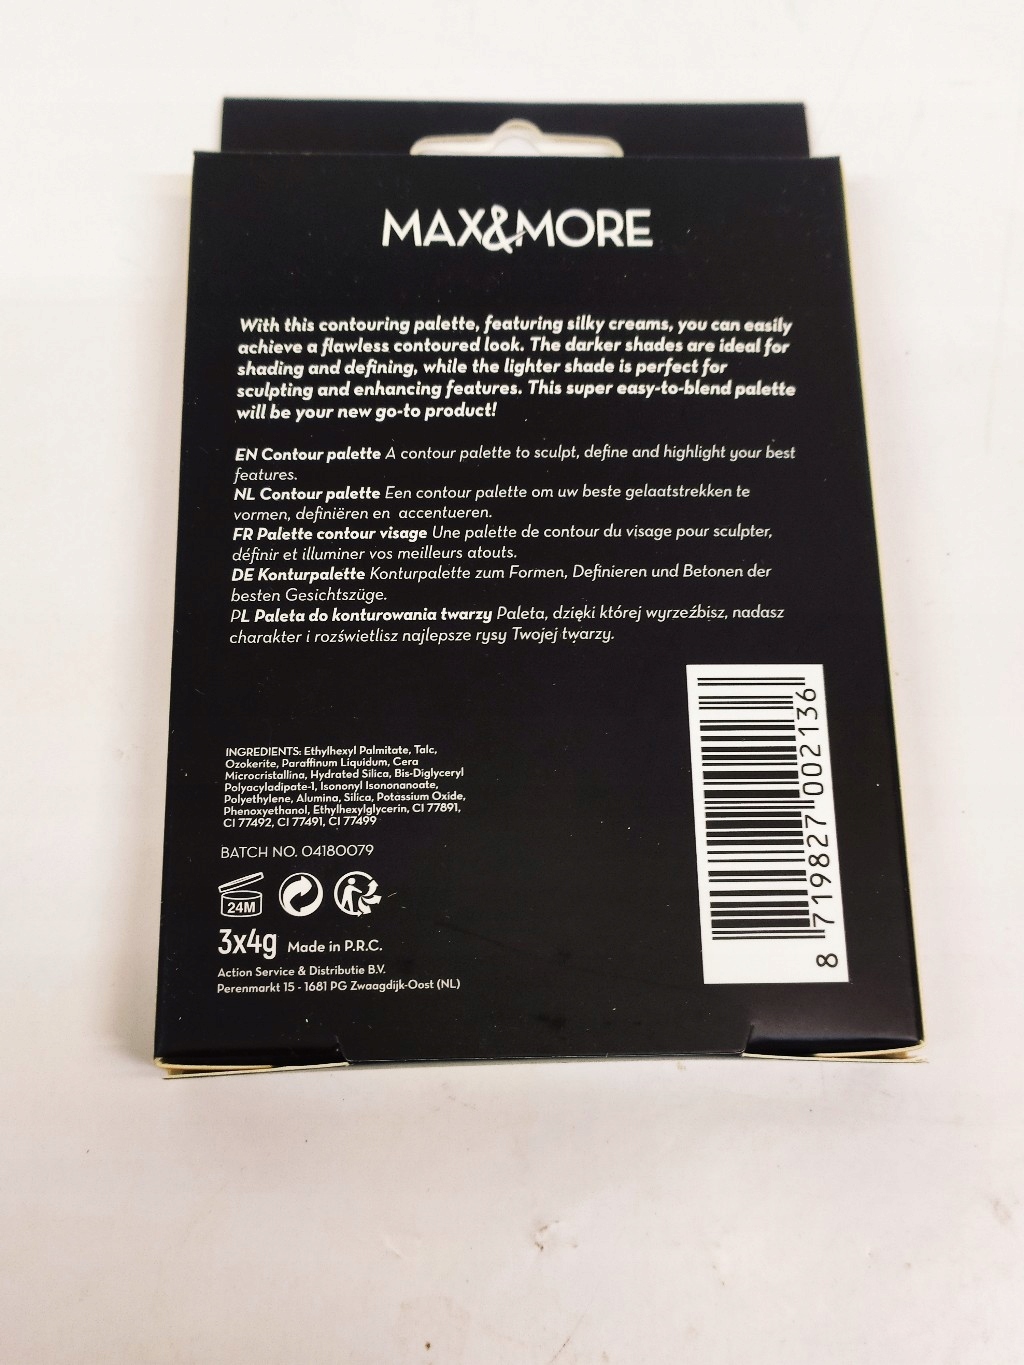 MAX&MORE
With this contouring palette, featuring silky creams, you can easily
achieve a flawless contoured look. The darker shades are ideal for
shading and defining, while the lighter shade is perfect for
sculpting and enhancing features. This super easy-to-blend palette
will be your new go-to product!
EN Contour palette A contour palette to sculpt, define and highlight your best
features.
NL Contour palette Een contour palette om uw beste gelaatstrekken te
vormen, definiëren en accentueren.
FR Palette contour visage Une palette de contour du visage pour sculpter,
définir et illuminer vos meilleurs atouts.
DE Konturpalette Konturpalette zum Formen, Definieren und Betonen der
besten Gesichtszüge.
PL Paleta do konturowania twarzy Paleta, dzięki której wyrzeźbisz, nadasz
charakter i rozświetlisz najlepsze rysy Twojej twarzy.
INGREDIENTS: Ethylhexyl Palmitate, Talc,
Ozokerite, Paraffinum Liquidum, Cera
Microcristallina, Hydrated Silica, Bis-Diglyceryl
Polyacyladipate-1, Isononyl Isononanoate,
Polyethylene, Alumina, Silica, Potassium Oxide,
Phenoxyethanol, Ethylhexylglycerin, CI 77891,
CI 77492, CI 77491, CI 77499
BATCH NO. 04180079
24M
3x4g Made in P.R.C.
Action Service & Distributie B.V.
Perenmarkt 15 - 1681 PG Zwaagdijk-Oost (NL)
8 719827 002136